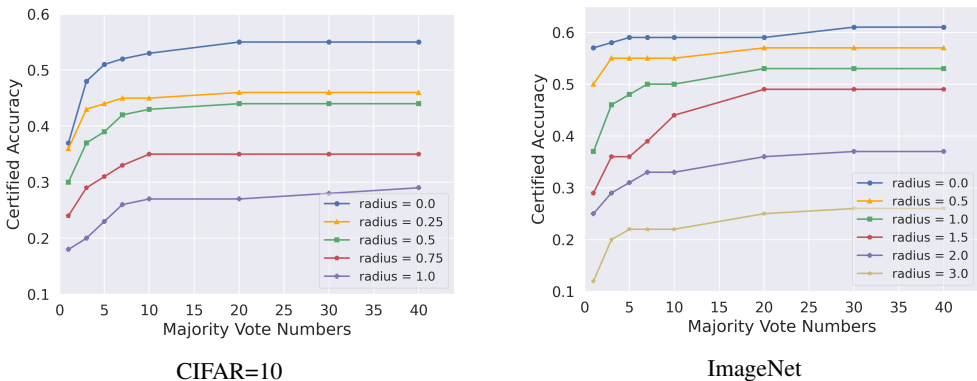 0.6
0.5
0.4
0.3
0.2
0.1
Certified Accuracy
0 5 10 15 20 25 30 35 40
Majority Vote Numbers
radius = 0.0
radius = 0.25
radius = 0.5
radius = 0.75
radius = 1.0
CIFAR=10
0.6
0.5
0.4
0.3
0.2
0.1
Certified Accuracy
0 5 10 15 20 25 30 35 40
Majority Vote Numbers
radius = 0.0
radius = 0.5
radius = 1.0
radius = 1.5
radius = 2.0
radius = 3.0
ImageNet